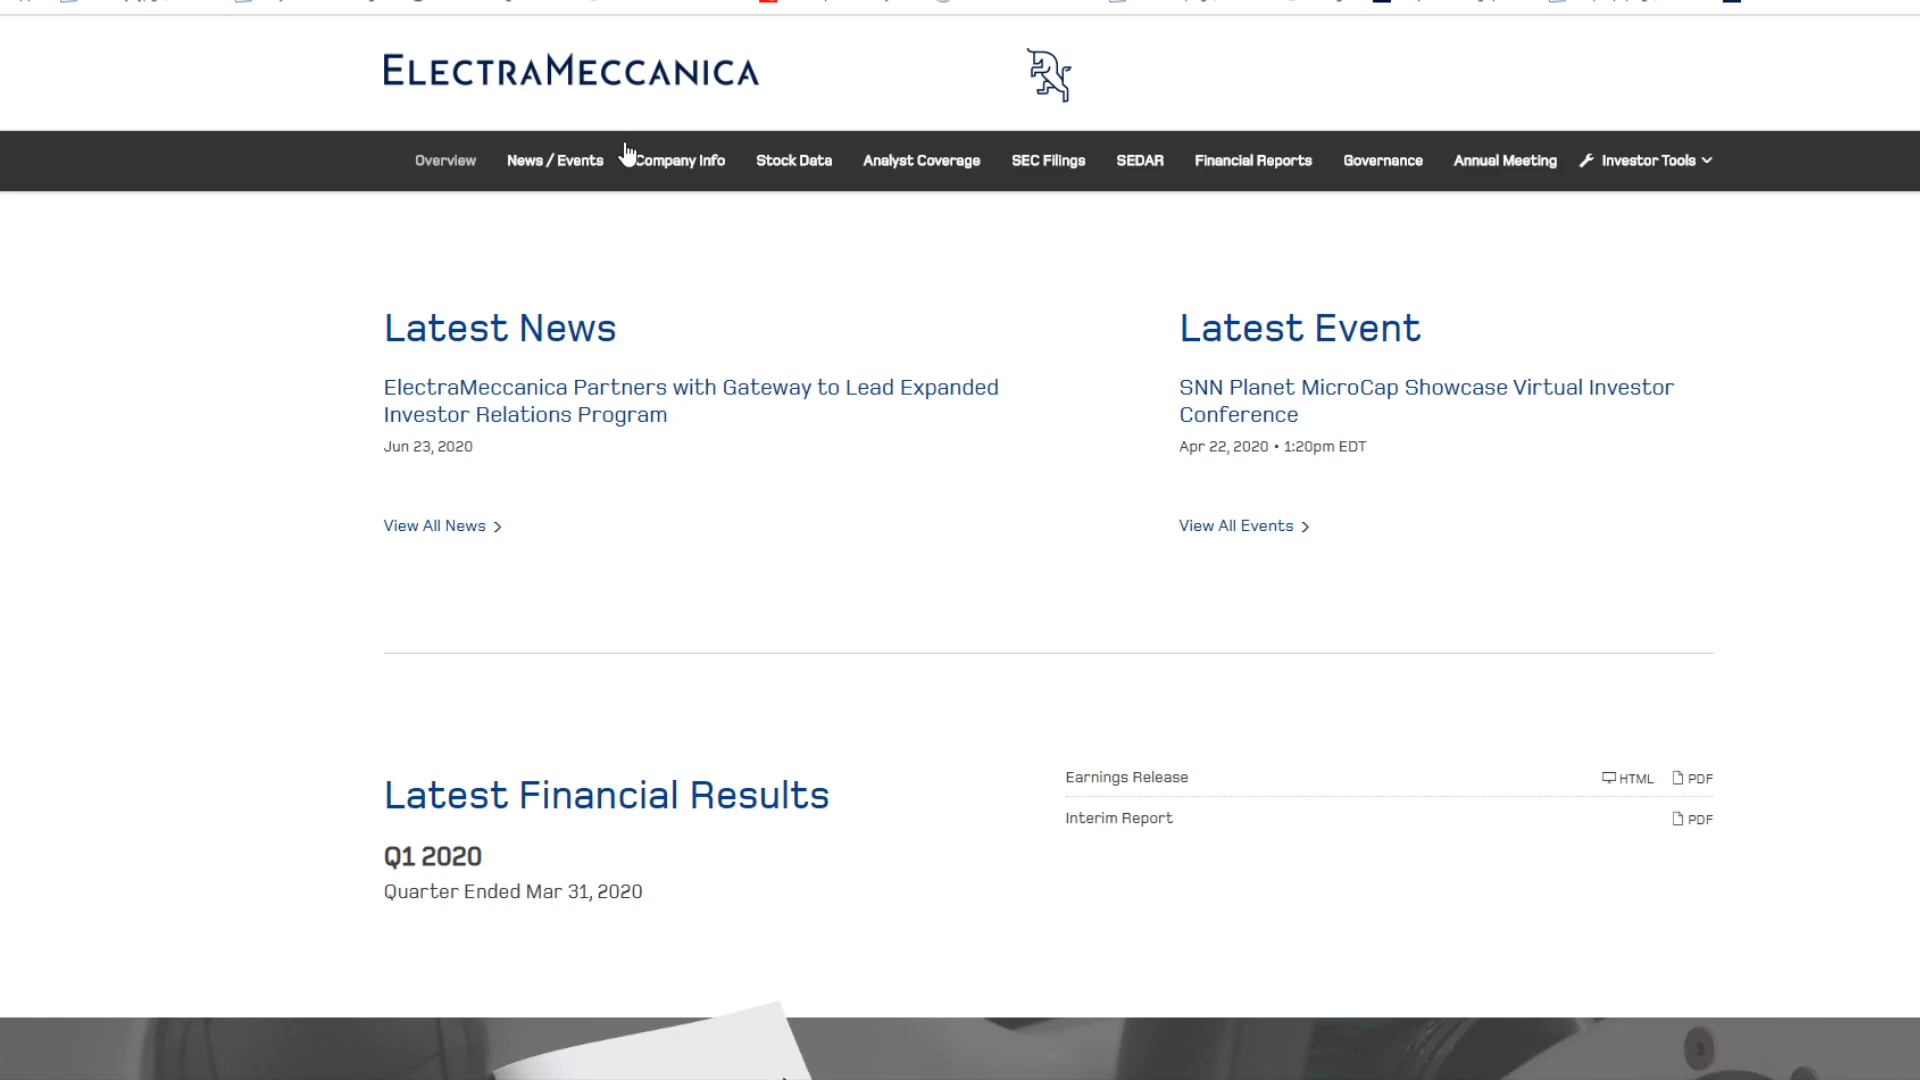 ELECTRAMECCANICA
Overview News / Events Company Info Stock Data Analyst Coverage SEC Filings SEDAR Financial Reports Governance Annual Meeting Investor Tools
Latest News
ElectraMeccanica Partners with Gateway to Lead Expanded
Investor Relations Program
Jun 23, 2020
View All News
Latest Event
SNN Planet MicroCap Showcase Virtual Investor
Conference
Apr 22, 2020 • 1:20pm EDT
View All Events
Latest Financial Results
Q1 2020
Quarter Ended Mar 31, 2020
Earnings Release HTML PDF
Interim Report PDF